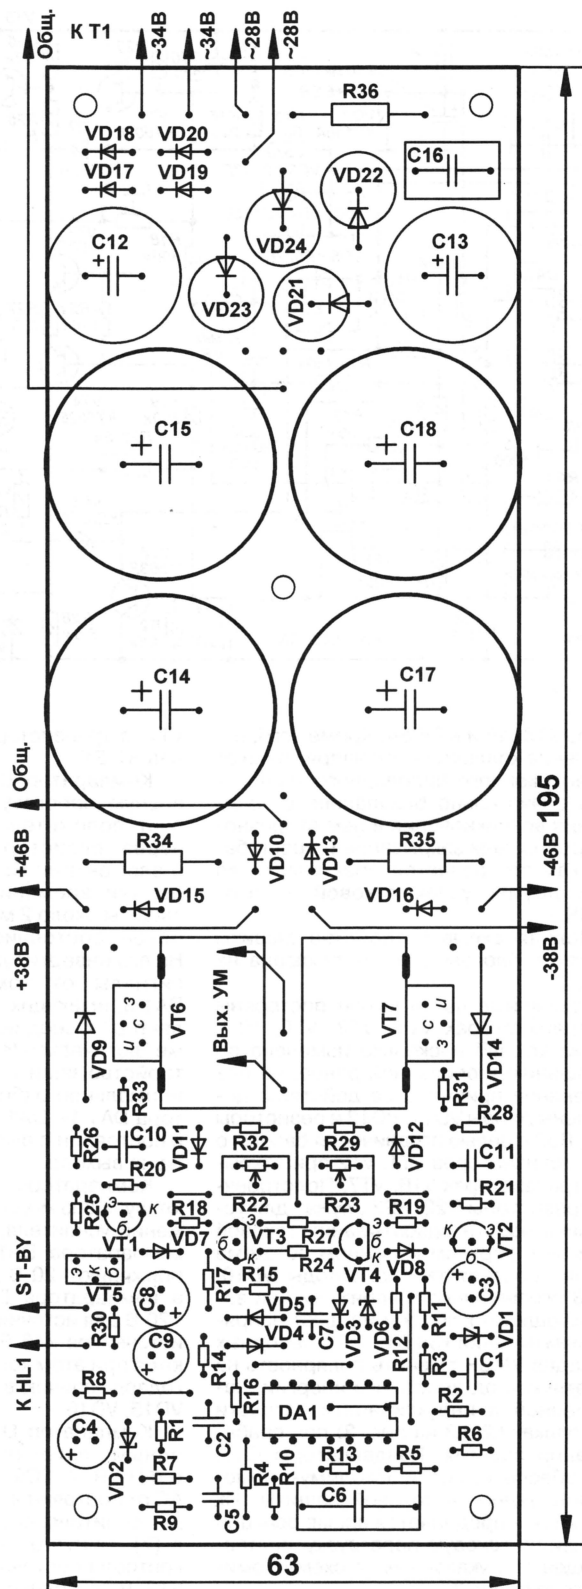 Общ.
К Т1
~34В
~34В
~28В
~28В
R36
VD18
VD20
VD17
VD19
C16
VD22
VD24
C12
+
C13
+
VD23
VD21
C15
+
C18
+
C14
+
C17
+
Общ.
+46В
+38В
R34
VD10
VD13
R35
VD15
VD16
-46В
-38В
195
VD9
и с з
VT6
Вых. УМ
VT7
з с и
VD14
R33
R31
R26
C10
VD11
R32
R29
VD12
R28
C11
R20
R22
R23
R21
R25
э
б
к
VT1
R18
VD7
VT3
э
б
к
R27
R24
VT4
э
б
к
R19
VD8
к
э
б
VT2
ST-BY
э к б
VT5
C8
+
R17
R15
VD5
VD4
C7
VD3
VD6
R12
R11
C3
+
VD1
К HL1
R30
C9
+
R14
R3
C1
R8
R16
DA1
R2
C4
+
VD2
R1
C2
R6
R7
R4
R10
R13
R5
R9
C5
C6
63